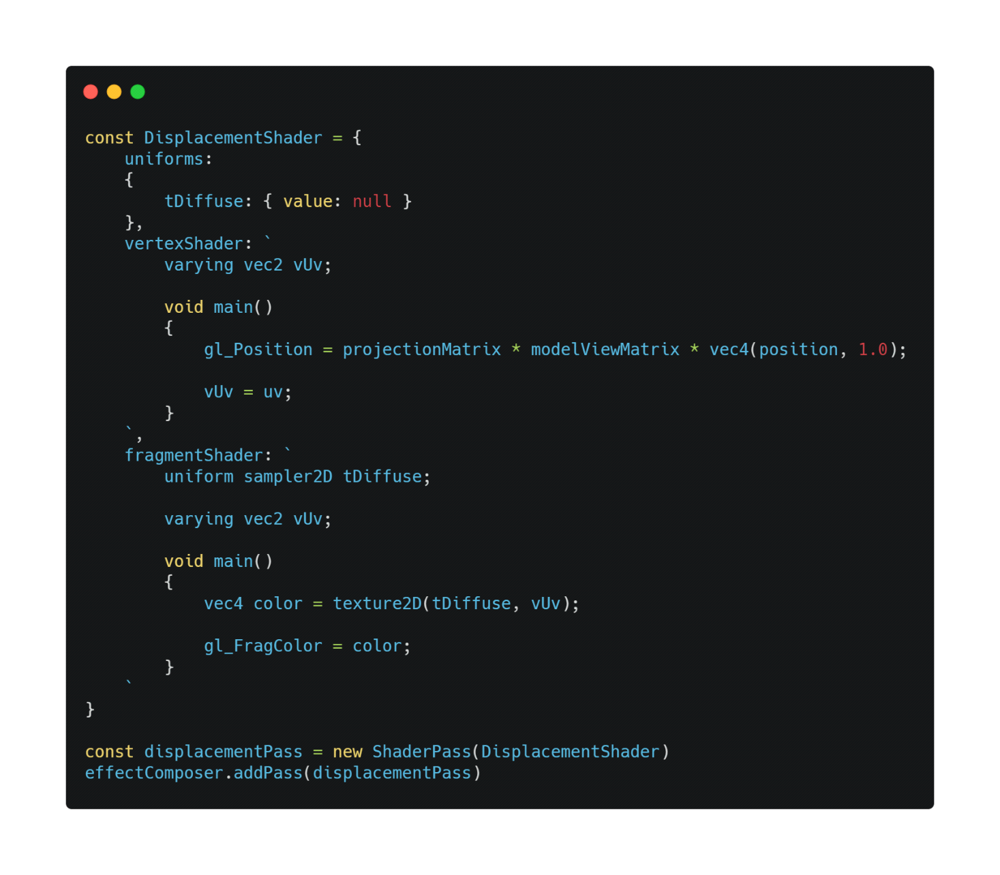 const DisplacementShader = {
    uniforms:
    {
        tDiffuse: { value: null }
    },
    vertexShader: `
        varying vec2 vUv;

        void main()
        {
            gl_Position = projectionMatrix * modelViewMatrix * vec4(position, 1.0);

            vUv = uv;
        }
    `,
    fragmentShader: `
        uniform sampler2D tDiffuse;

        varying vec2 vUv;

        void main()
        {
            vec4 color = texture2D(tDiffuse, vUv);

            gl_FragColor = color;
        }
    `
}

const displacementPass = new ShaderPass(DisplacementShader)
effectComposer.addPass(displacementPass)